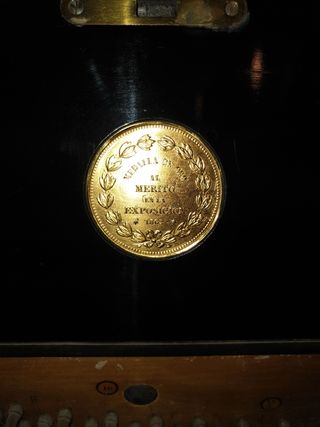 MEDALLA DE
AL
MERITO
EN LA
EXPOSICION